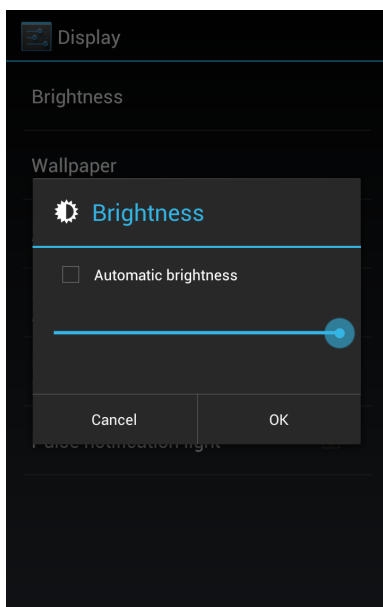 Display
Brightness
Wallpaper
Brightness
Automatic brightness
Cancel
OK
Pulse notification light